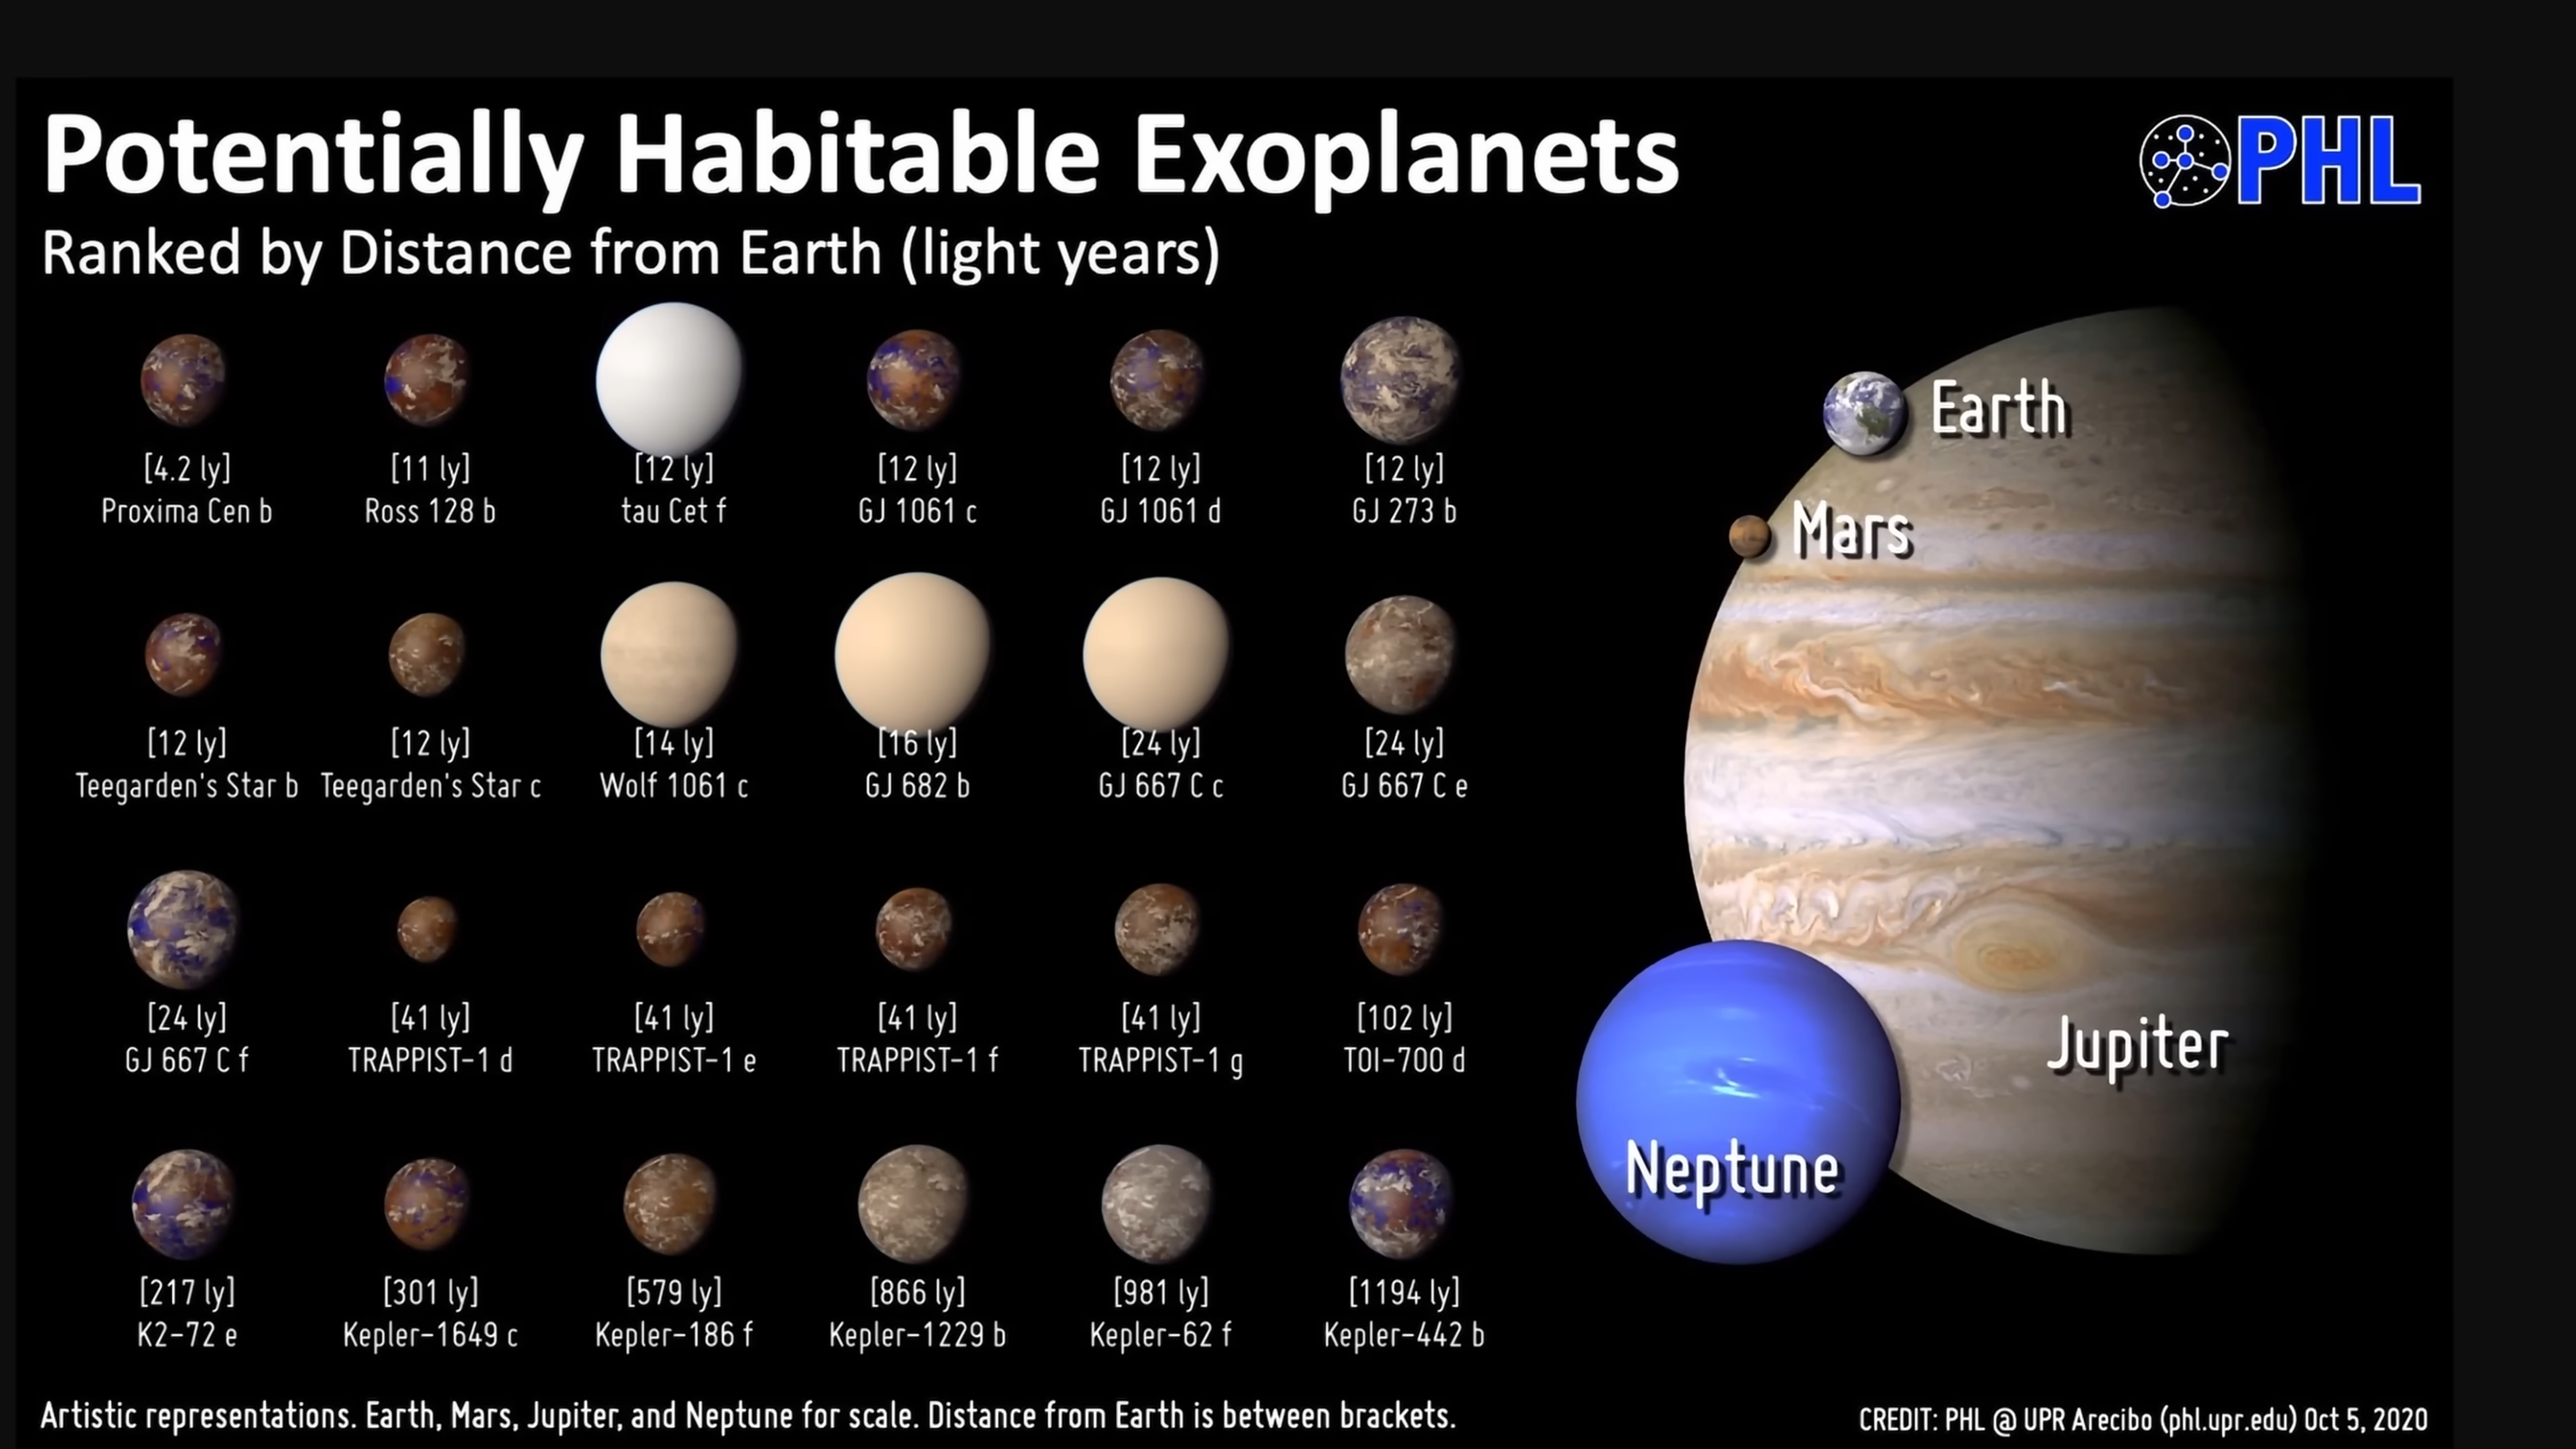 Potentially Habitable Exoplanets
PHL
Ranked by Distance from Earth (light years)
[4.2 ly] [11 ly] [12 ly] [12 ly] [12 ly] [12 ly]
Proxima Cen b Ross 128 b tau Cet f GJ 1061 c GJ 1061 d GJ 273 b
[12 ly] [12 ly] [14 ly] [16 ly] [24 ly] [24 ly]
Teegarden's Star b Teegarden's Star c Wolf 1061 c GJ 682 b GJ 667 C c GJ 667 C e
[24 ly] [41 ly] [41 ly] [41 ly] [41 ly] [102 ly]
GJ 667 C f TRAPPIST-1 d TRAPPIST-1 e TRAPPIST-1 f TRAPPIST-1 g TOI-700 d
[217 ly] [301 ly] [579 ly] [866 ly] [981 ly] [1194 ly]
K2-72 e Kepler-1649 c Kepler-186 f Kepler-1229 b Kepler-62 f Kepler-442 b
Earth
Mars
Jupiter
Neptune
Artistic representations. Earth, Mars, Jupiter, and Neptune for scale. Distance from Earth is between brackets.
CREDIT: PHL @ UPR Arecibo (phl.upr.edu) Oct 5, 2020